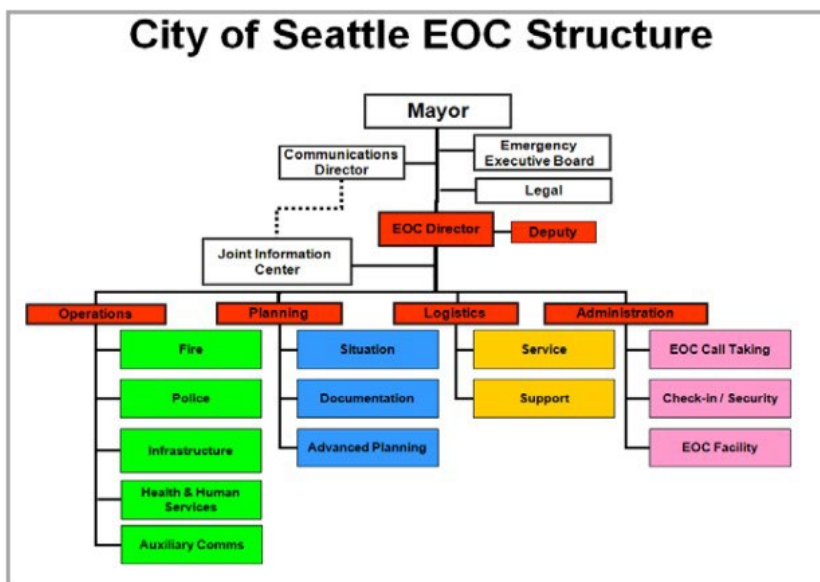 City of Seattle EOC Structure
Mayor
Communications
Director
Emergency
Executive Board
Legal
EOC Director
Deputy
Joint Information
Center
Operations
Planning
Logistics
Administration
Fire
Situation
Service
EOC Call Taking
Police
Documentation
Support
Check-in / Security
Infrastructure
Advanced Planning
EOC Facility
Health & Human
Services
Auxiliary Comms